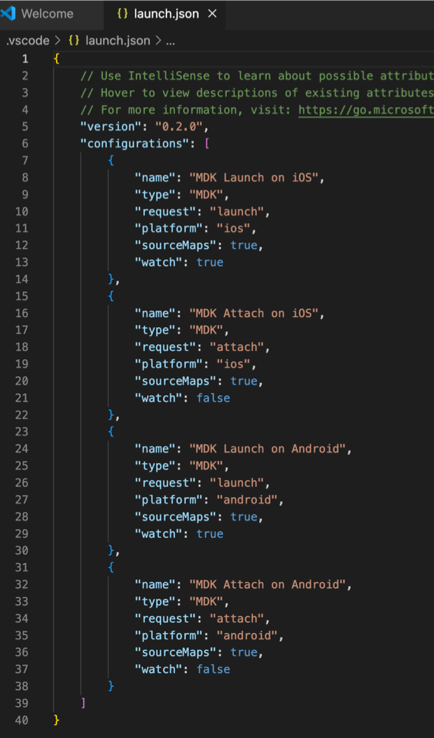 Welcome
{} launch.json ×
.vscode > {} launch.json > ...
1 {
2 // Use IntelliSense to learn about possible attribut
3 // Hover to view descriptions of existing attributes
4 // For more information, visit: https://go.microsoft
5 "version": "0.2.0",
6 "configurations": [
7 {
8 "name": "MDK Launch on iOS",
9 "type": "MDK",
10 "request": "launch",
11 "platform": "ios",
12 "sourceMaps": true,
13 "watch": true
14 },
15 {
16 "name": "MDK Attach on iOS",
17 "type": "MDK",
18 "request": "attach",
19 "platform": "ios",
20 "sourceMaps": true,
21 "watch": false
22 },
23 {
24 "name": "MDK Launch on Android",
25 "type": "MDK",
26 "request": "launch",
27 "platform": "android",
28 "sourceMaps": true,
29 "watch": true
30 },
31 {
32 "name": "MDK Attach on Android",
33 "type": "MDK",
34 "request": "attach",
35 "platform": "android",
36 "sourceMaps": true,
37 "watch": false
38 }
39 ]
40 }